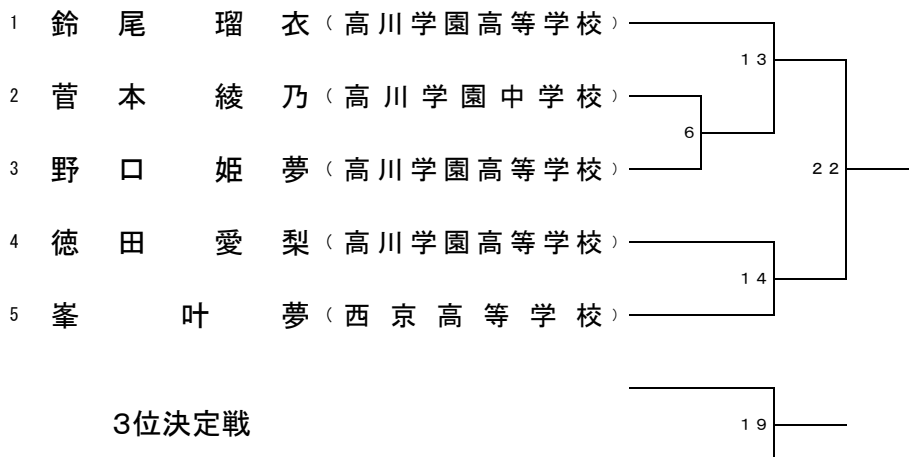 1 鈴尾 瑠衣（高川学園高等学校）
13
2 菅本 綾乃（高川学園中学校）
6
3 野口 姫夢（高川学園高等学校）
22
4 徳田 愛梨（高川学園高等学校）
14
5 峯 叶夢（西京高等学校）
3位決定戦
19